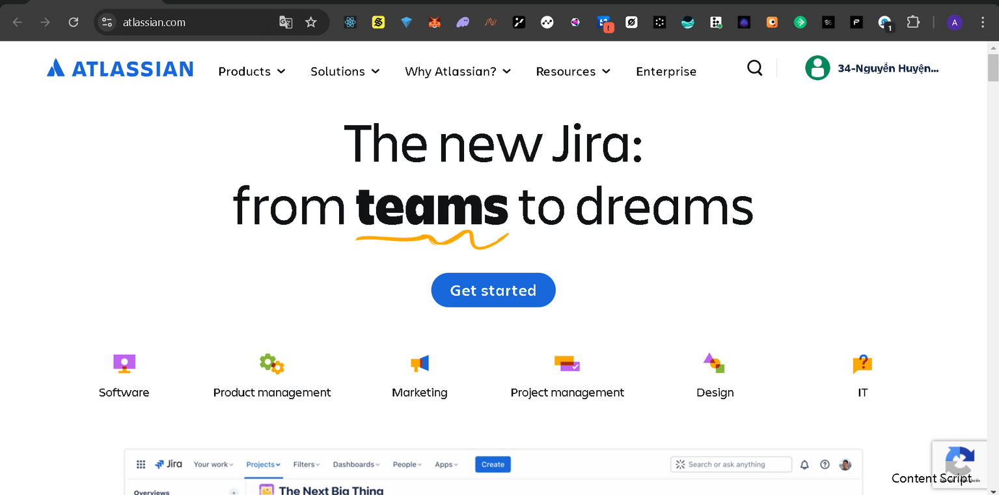 atlassian.com
!
1
A
ATLASSIAN
Products
Solutions
Why Atlassian?
Resources
Enterprise
34-Nguyễn Huyện...
The new Jira:
from teams to dreams
Get started
Software
Product management
Marketing
Project management
Design
IT
Jira
Your work
Projects
Filters
Dashboards
People
Apps
Create
Search or ask anything
Overviews
+
The Next Big Thing
Content Script